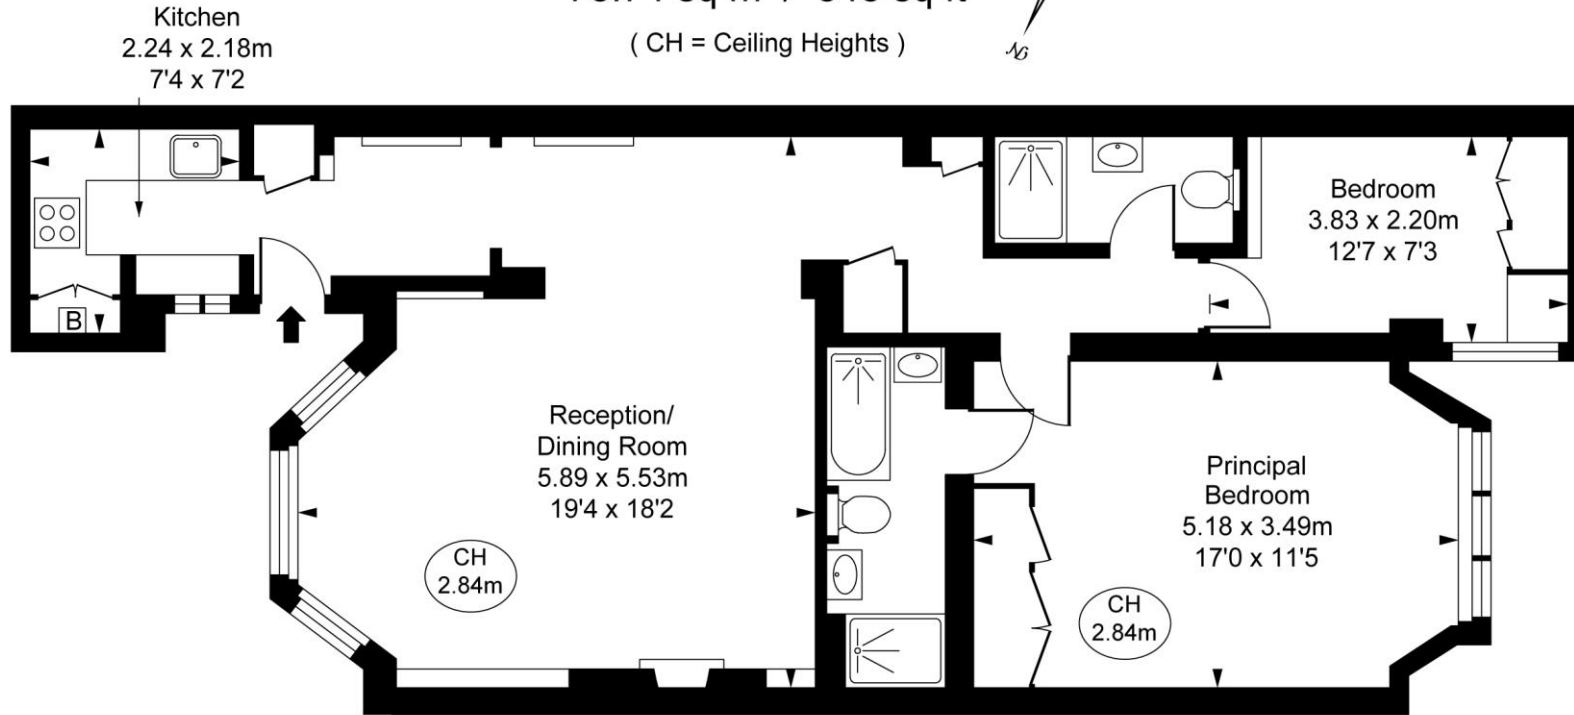 Kitchen
2.24 x 2.18m
7'4 x 7'2
( CH = Ceiling Heights )
Bedroom
3.83 x 2.20m
12'7 x 7'3
B
Reception/
Dining Room
5.89 x 5.53m
19'4 x 18'2
CH
2.84m
Principal
Bedroom
5.18 x 3.49m
17'0 x 11'5
CH
2.84m